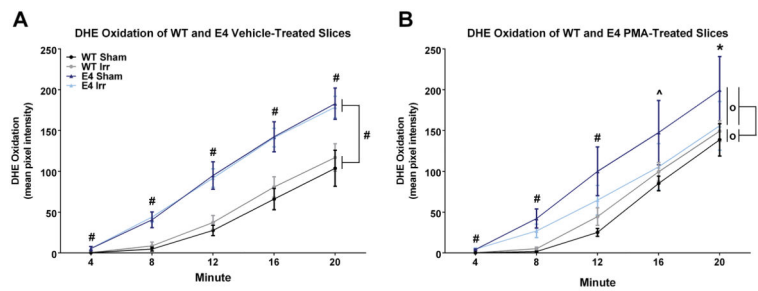 A
DHE Oxidation of WT and E4 Vehicle-Treated Slices
250
200
150
100
50
0
DHE Oxidation
(mean pixel intensity)
WT Sham
WT Irr
E4 Sham
E4 Irr
#
#
#
#
#
#
4
8
12
16
20
Minute
B
DHE Oxidation of WT and E4 PMA-Treated Slices
250
200
150
100
50
0
DHE Oxidation
(mean pixel intensity)
#
#
#
^
*
o
o
4
8
12
16
20
Minute